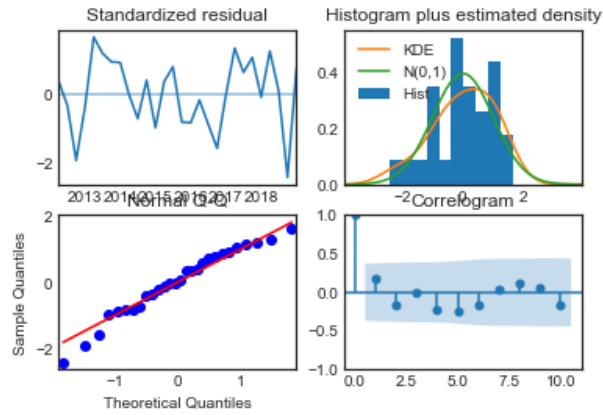 Standardized residual
0
−2
2013 2014 2015 2016 2017 2018
Histogram plus estimated density
KDE
N(0,1)
Hist
0.4
0.2
0.0
−2 0 2
Normal Q-Q
2
0
−2
Sample Quantiles
−1 0 1
Theoretical Quantiles
Correlogram
1.0
0.5
0.0
−0.5
−1.0
0.0 2.5 5.0 7.5 10.0